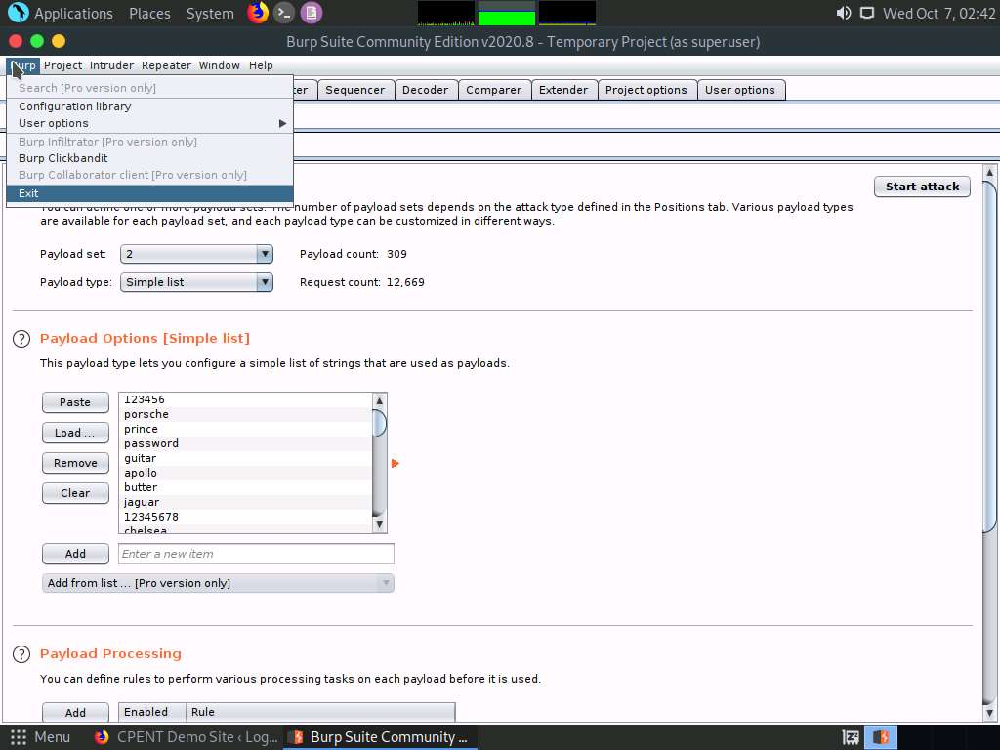 Applications Places System Wed Oct 7, 02:42
Burp Suite Community Edition v2020.8 - Temporary Project (as superuser)
Burp Project Intruder Repeater Window Help
Search [Pro version only]
Sequencer Decoder Comparer Extender Project options User options
Configuration library
User options
Burp Infiltrator [Pro version only]
Burp Clickbandit
Burp Collaborator client [Pro version only]
Exit
Start attack
You can define one or more payload sets. The number of payload sets depends on the attack type defined in the Positions tab. Various payload types
are available for each payload set, and each payload type can be customized in different ways.
Payload set: 2 Payload count: 309
Payload type: Simple list Request count: 12,669
? Payload Options [Simple list]
This payload type lets you configure a simple list of strings that are used as payloads.
Paste
Load ...
Remove
Clear
123456
porsche
prince
password
guitar
apollo
butter
jaguar
12345678
chelsea
Add Enter a new item
Add from list ... [Pro version only]
? Payload Processing
You can define rules to perform various processing tasks on each payload before it is used.
Add Enabled Rule
Menu CPENT Demo Site ‹ Log... Burp Suite Community ...